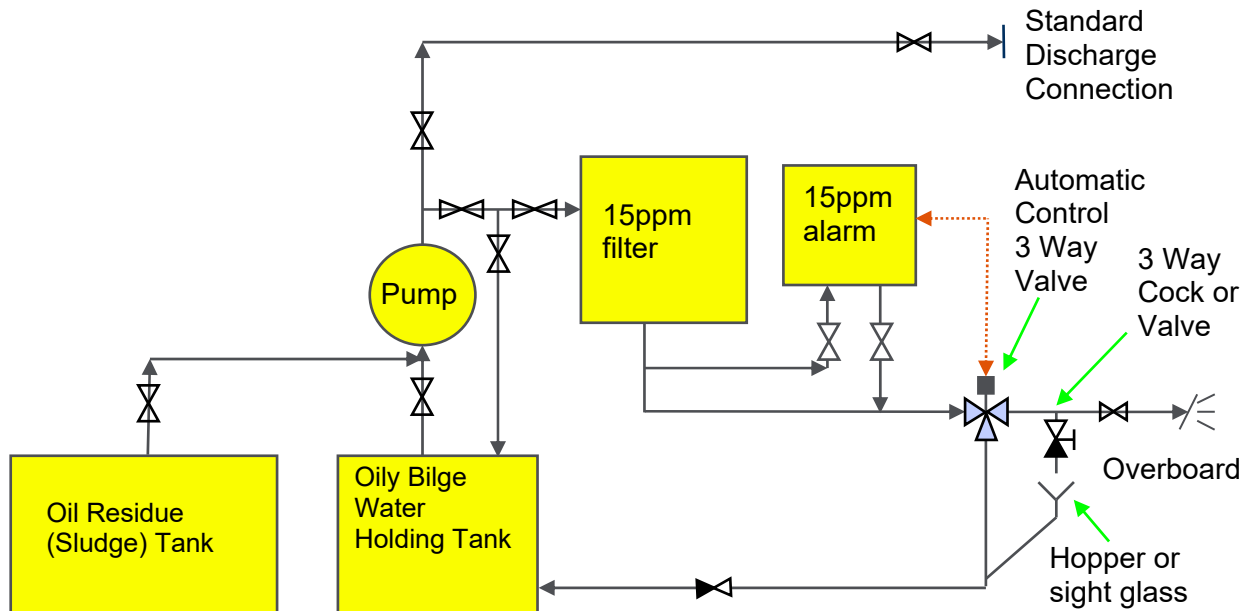 Standard
Discharge
Connection
15ppm
filter
15ppm
alarm
Automatic
Control
3 Way
Valve
3 Way
Cock or
Valve
Pump
Oil Residue
(Sludge) Tank
Oily Bilge
Water
Holding Tank
Overboard
Hopper or
sight glass